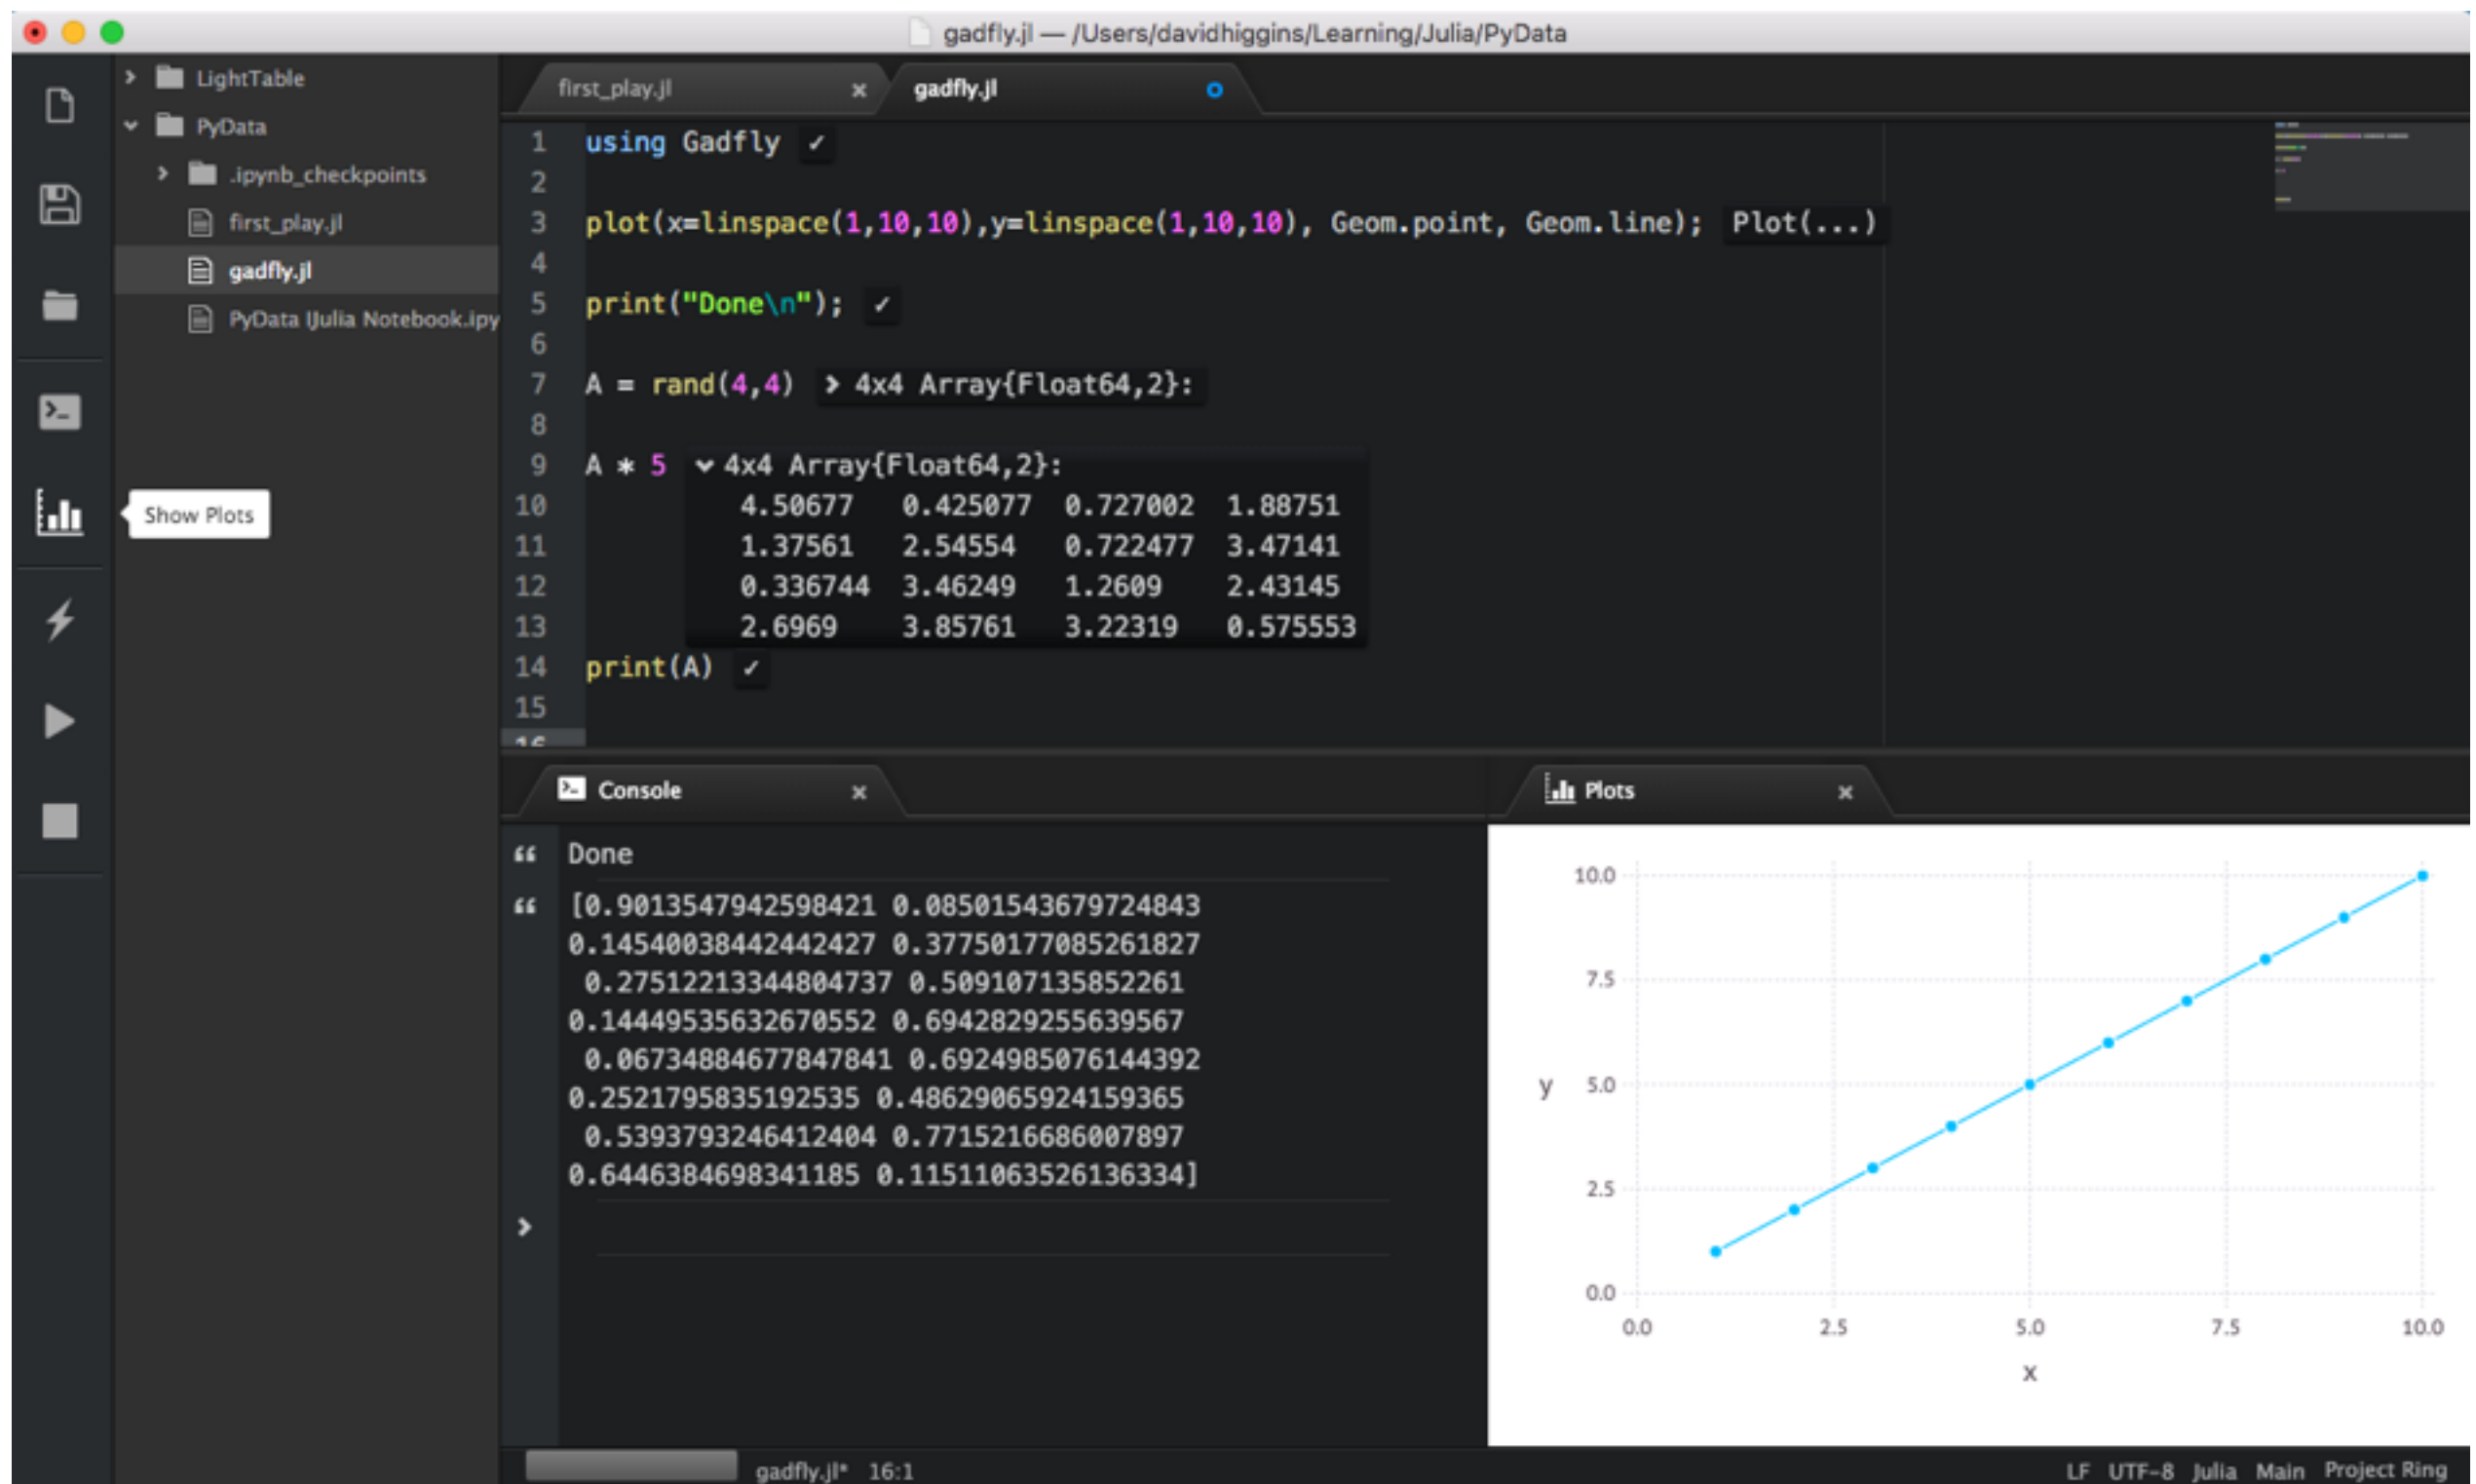 gadfly.jl — /Users/davidhiggins/Learning/Julia/PyData
LightTable
PyData
.ipynb_checkpoints
first_play.jl
gadfly.jl
PyData IJulia Notebook.ipy
Show Plots
first_play.jl
gadfly.jl
1 using Gadfly ✓
2
3 plot(x=linspace(1,10,10),y=linspace(1,10,10), Geom.point, Geom.line); Plot(...)
4
5 print("Done\n"); ✓
6
7 A = rand(4,4) > 4x4 Array{Float64,2}:
8
9 A * 5 4x4 Array{Float64,2}:
10 4.50677 0.425077 0.727002 1.88751
11 1.37561 2.54554 0.722477 3.47141
12 0.336744 3.46249 1.2609 2.43145
13 2.6969 3.85761 3.22319 0.575553
14 print(A) ✓
15
16
Console
Done
[0.9013547942598421 0.08501543679724843
0.14540038442442427 0.37750177085261827
0.27512213344804737 0.509107135852261
0.14449535632670552 0.6942829255639567
0.06734884677847841 0.6924985076144392
0.2521795835192535 0.48629065924159365
0.5393793246412404 0.7715216686007897
0.6446384698341185 0.11511063526136334]
Plots
10.0
7.5
y 5.0
2.5
0.0
0.0 2.5 5.0 7.5 10.0
x
gadfly.jl* 16:1
LF UTF-8 Julia Main Project Ring